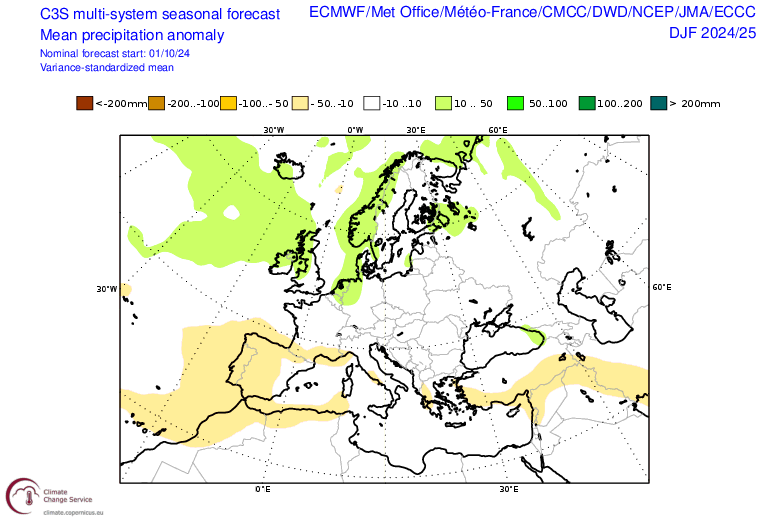 C3S multi-system seasonal forecast
ECMWF/Met Office/Météo-France/CMCC/DWD/NCEP/JMA/ECCC
Mean precipitation anomaly
DJF 2024/25
Nominal forecast start: 01/10/24
Variance-standardized mean
<-200mm -200..-100 -100..- 50 - 50..-10 -10 ..10 10 .. 50 50..100 100..200 > 200mm
30°W 0°W 30°E 60°E
30°W
60°E
0°E 30°E
Climate
Change Service
climate.copernicus.eu